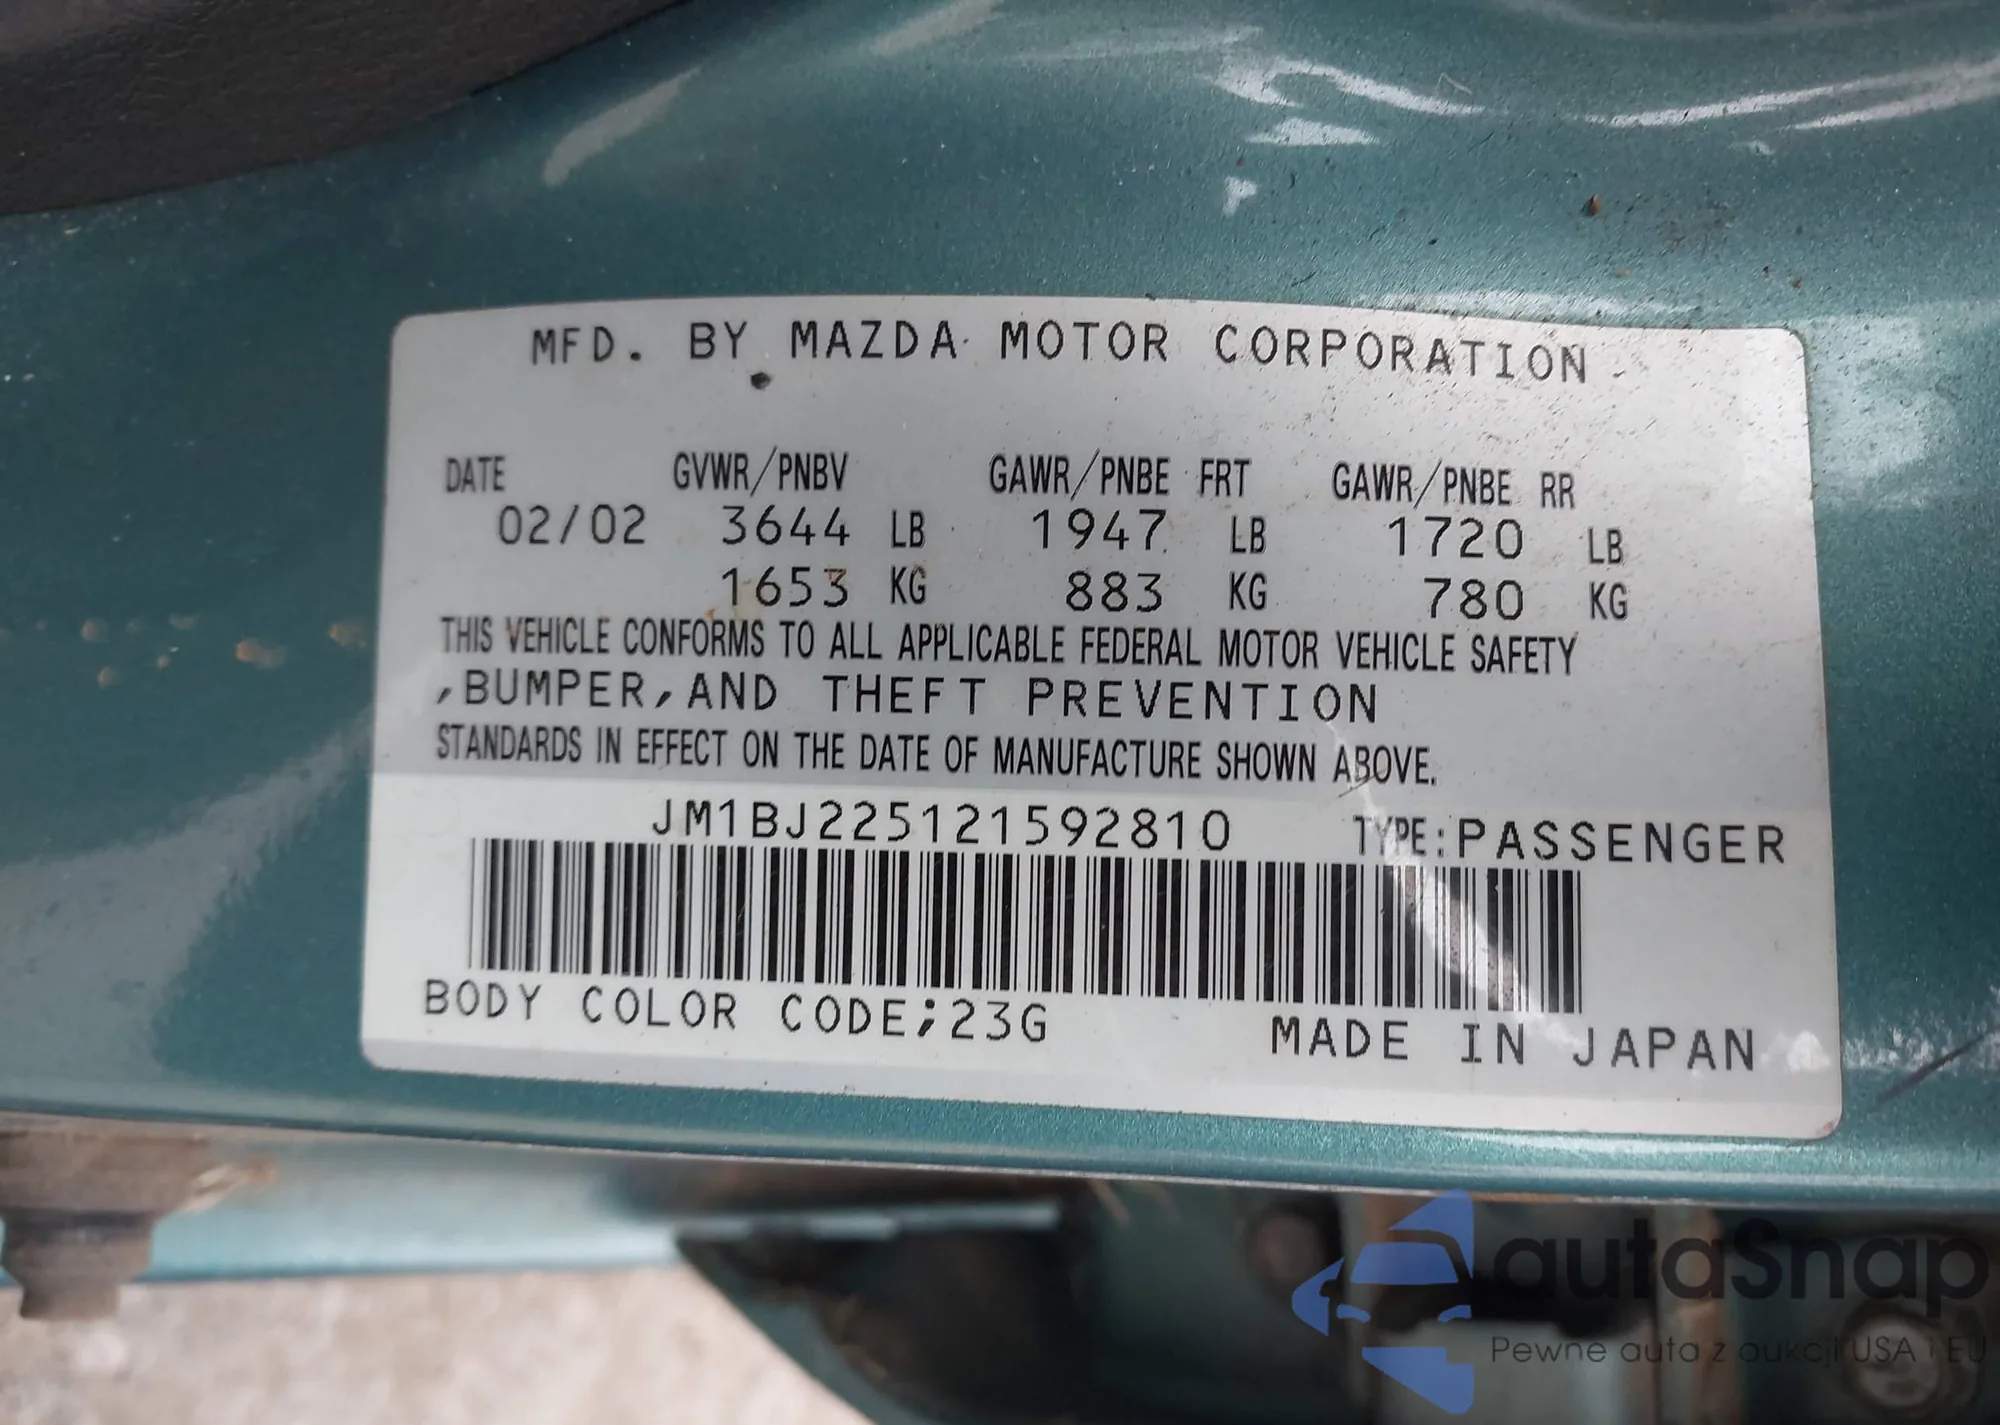 MFD. BY MAZDA MOTOR CORPORATION
DATE GVWR/PNBV GAWR/PNBE FRT GAWR/PNBE RR
02/02 3644 LB 1947 LB 1720 LB
1653 KG 883 KG 780 KG
THIS VEHICLE CONFORMS TO ALL APPLICABLE FEDERAL MOTOR VEHICLE SAFETY
,BUMPER,AND THEFT PREVENTION
STANDARDS IN EFFECT ON THE DATE OF MANUFACTURE SHOWN ABOVE.
JM1BJ225121592810 TYPE:PASSENGER
BODY COLOR CODE;23G MADE IN JAPAN
autaSnap
Pewne auta z aukcji USA i EU